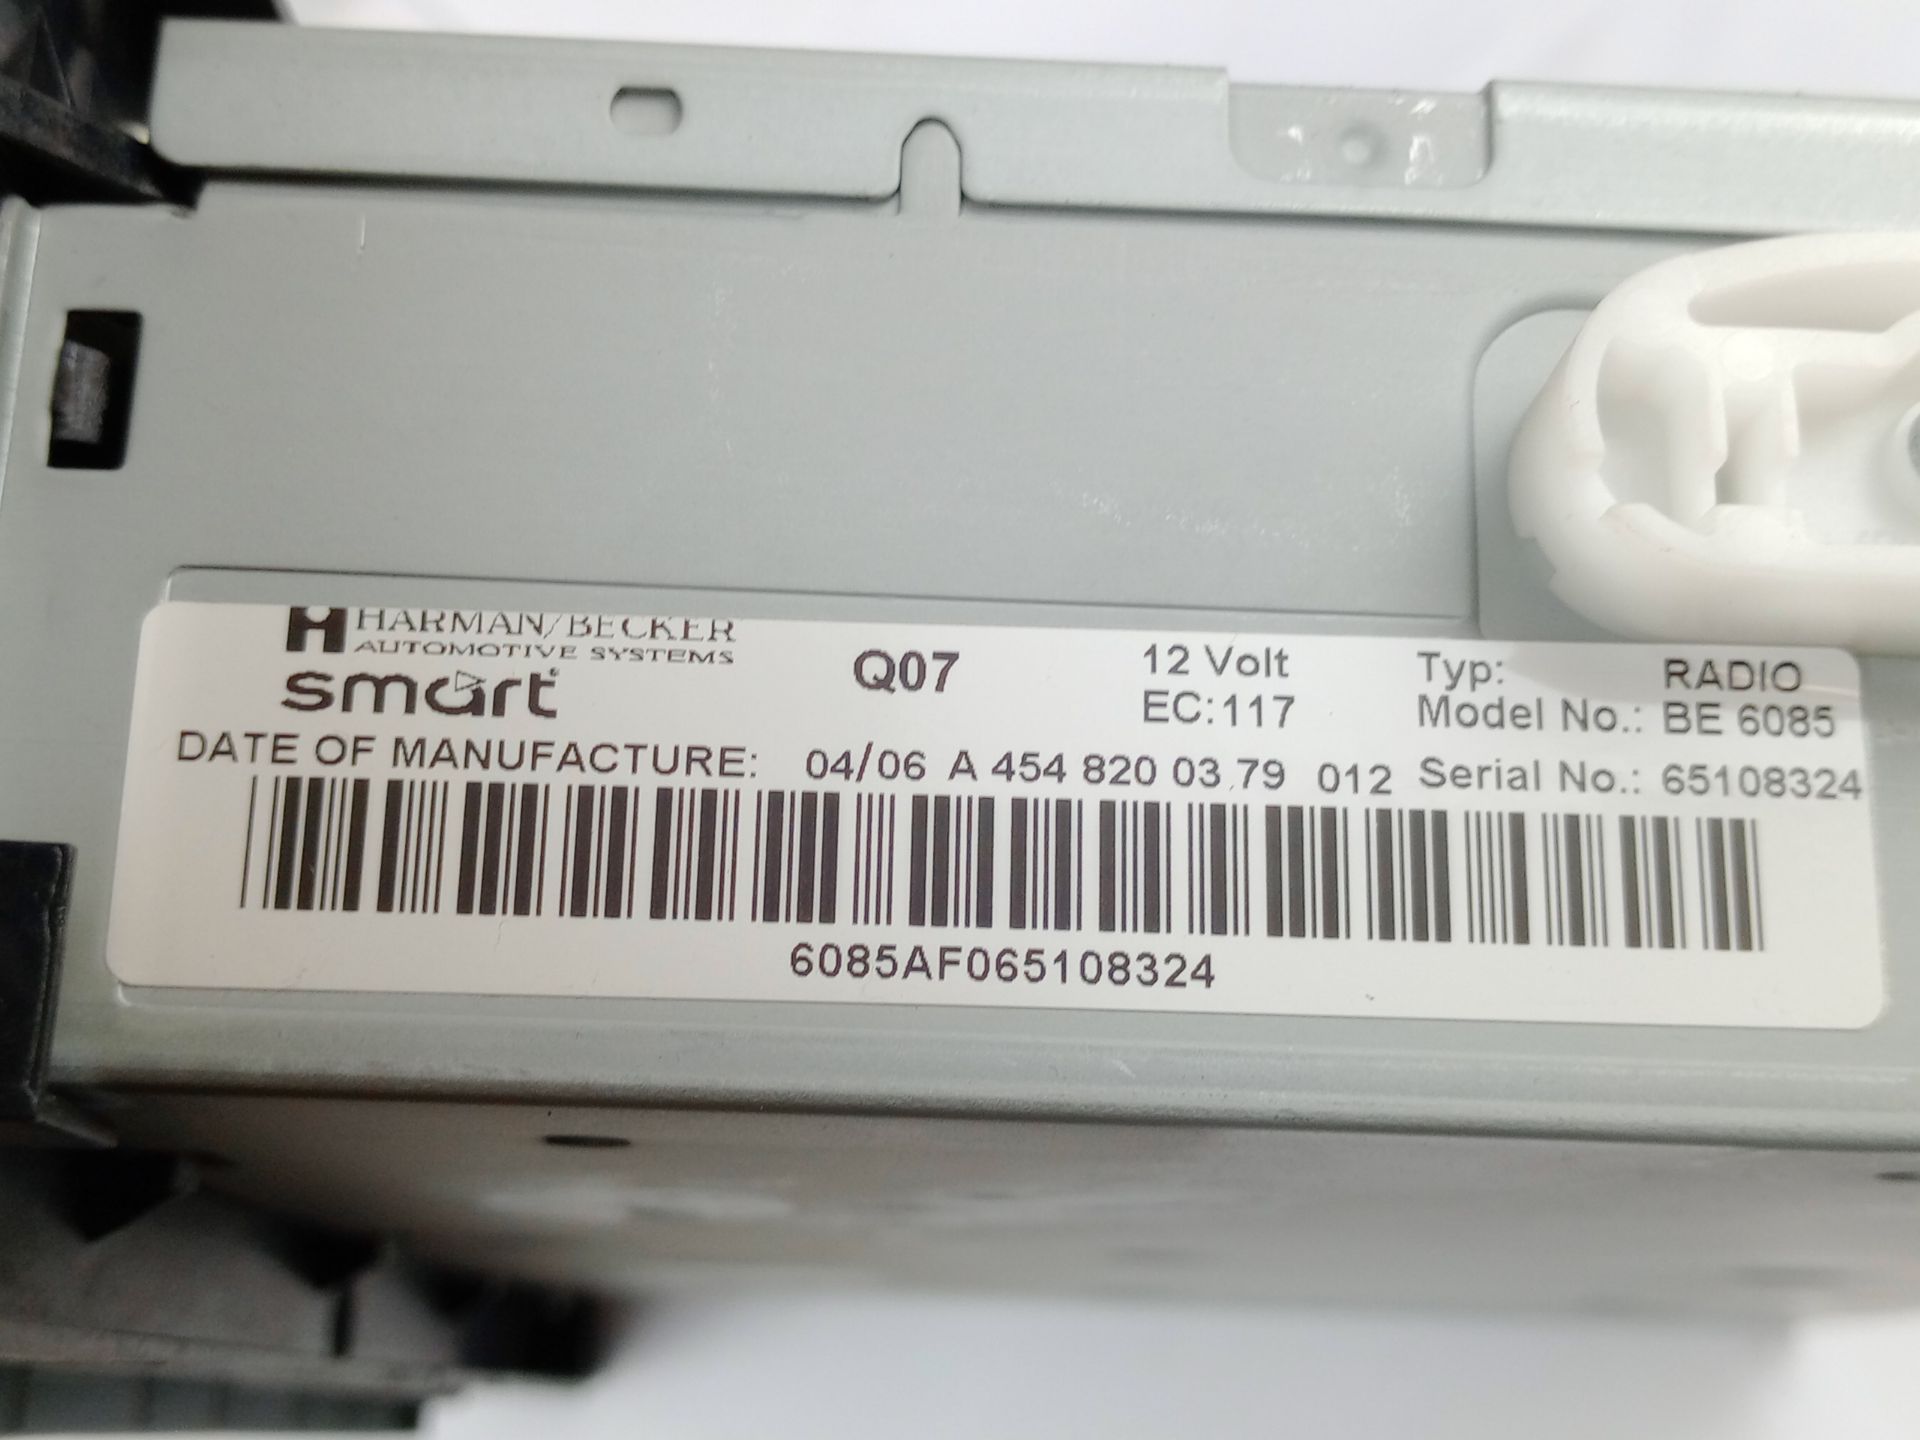 HARMAN/BECKER
AUTOMOTIVE SYSTEMS
smart
Q07
12 Volt
EC:117
Typ: RADIO
Model No.: BE 6085
DATE OF MANUFACTURE: 04/06 A 454 820 03 79 012 Serial No.: 65108324
6085AF065108324